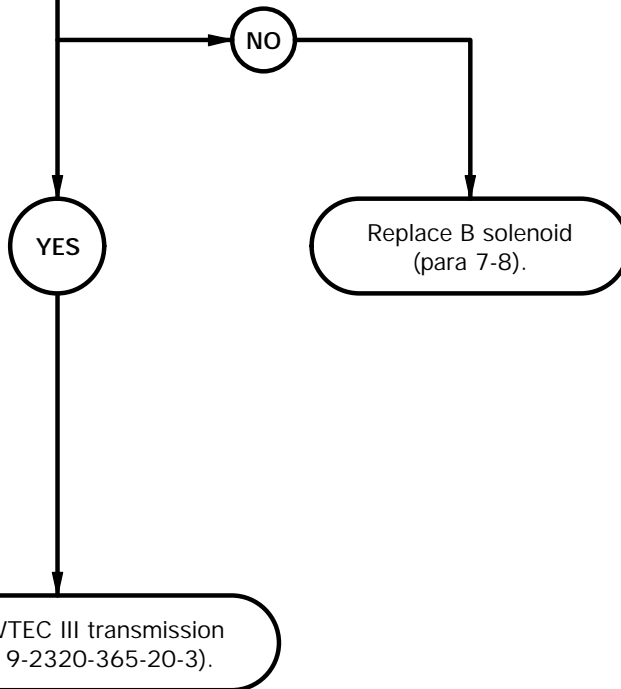 NO
YES
Replace B solenoid
(para 7-8).
TEC III transmission
9-2320-365-20-3).